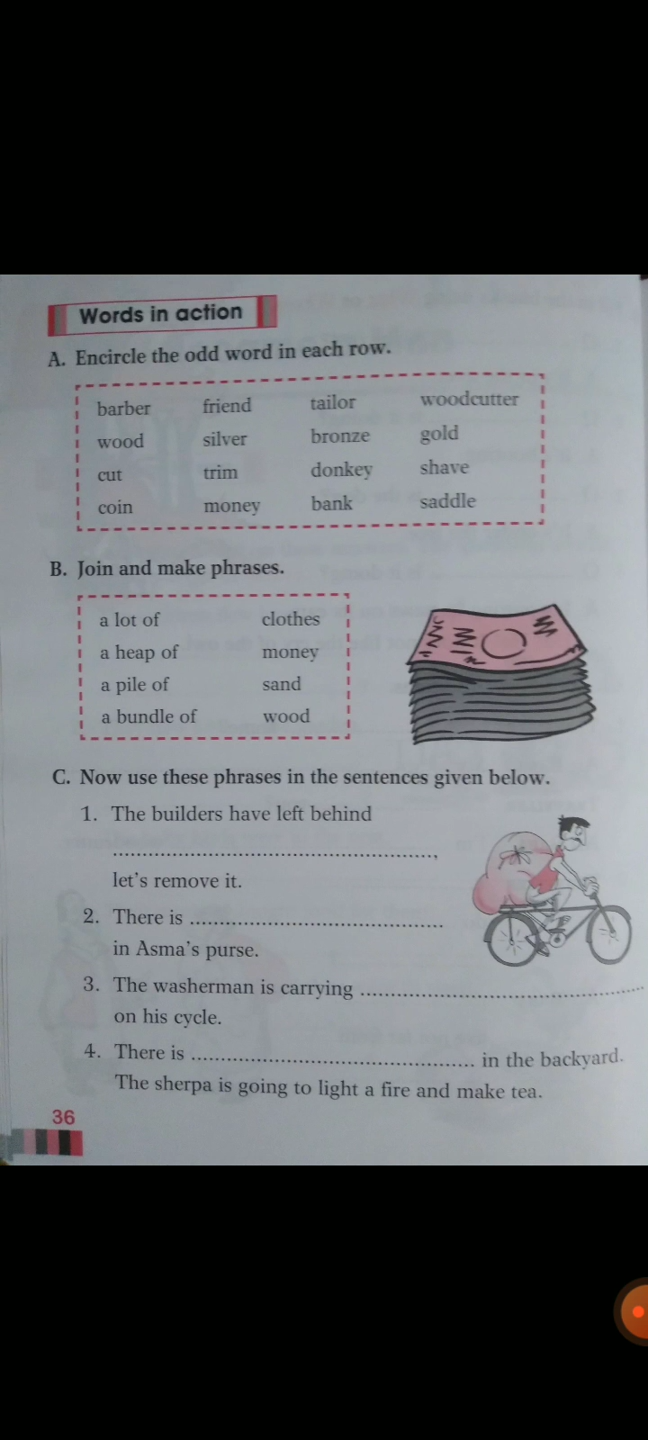 Words in action
A. Encircle the odd word in each row.
barber friend tailor woodcutter
wood silver bronze gold
cut trim donkey shave
coin money bank saddle
B. Join and make phrases.
a lot of clothes
a heap of money
a pile of sand
a bundle of wood
C. Now use these phrases in the sentences given below.
1. The builders have left behind
..................................................,
let's remove it.
2. There is ..................................................
in Asma's purse.
3. The washerman is carrying ..................................................
on his cycle.
4. There is .................................................. in the backyard.
The sherpa is going to light a fire and make tea.
36